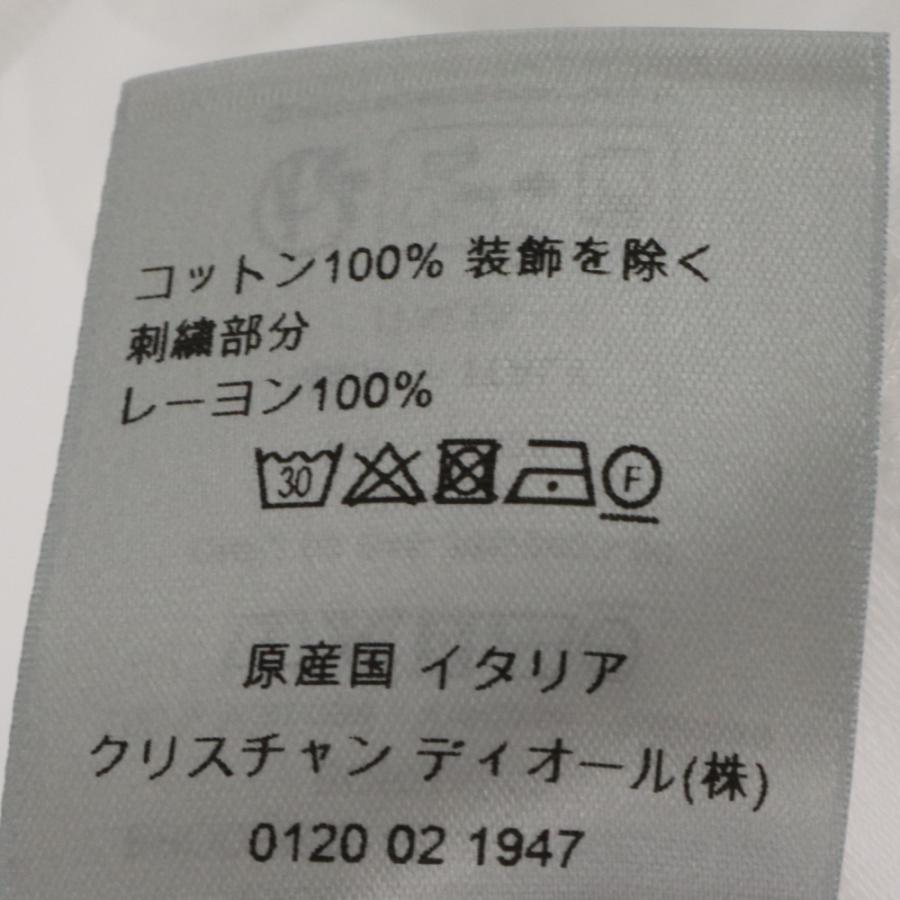 コットン100% 装飾を除く
刺繍部分
レーヨン100%
30 F
原産国 イタリア
クリスチャン ディオール(株)
0120 02 1947